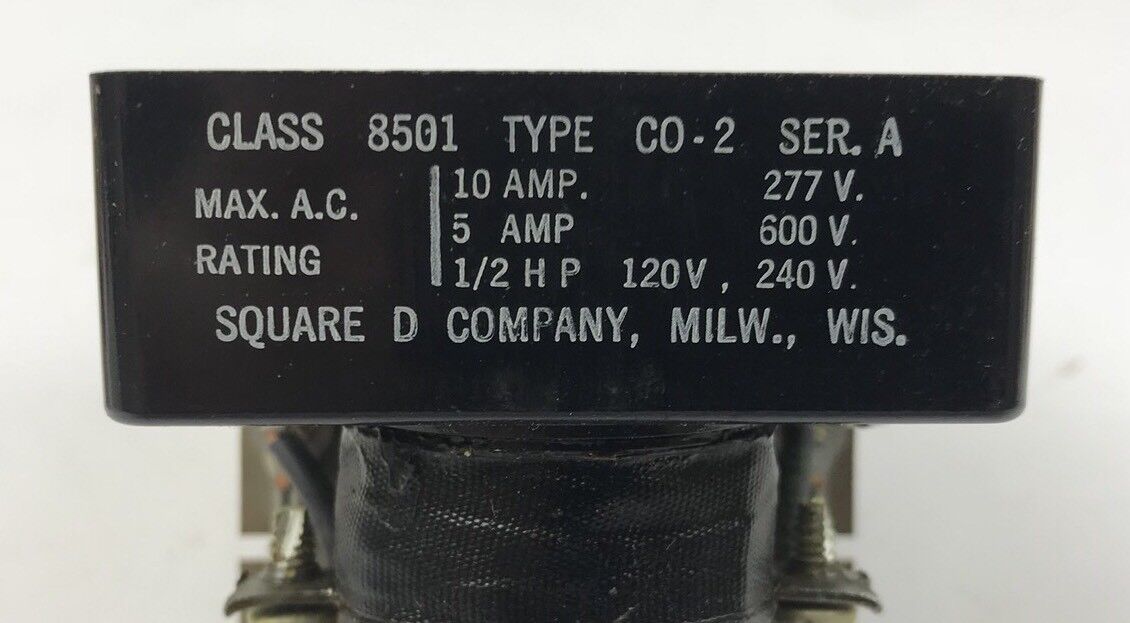 CLASS 8501 TYPE CO-2 SER. A
MAX. A.C. RATING
10 AMP. 277 V.
5 AMP 600 V.
1/2 H P 120V, 240 V.
SQUARE D COMPANY, MILW., WIS.